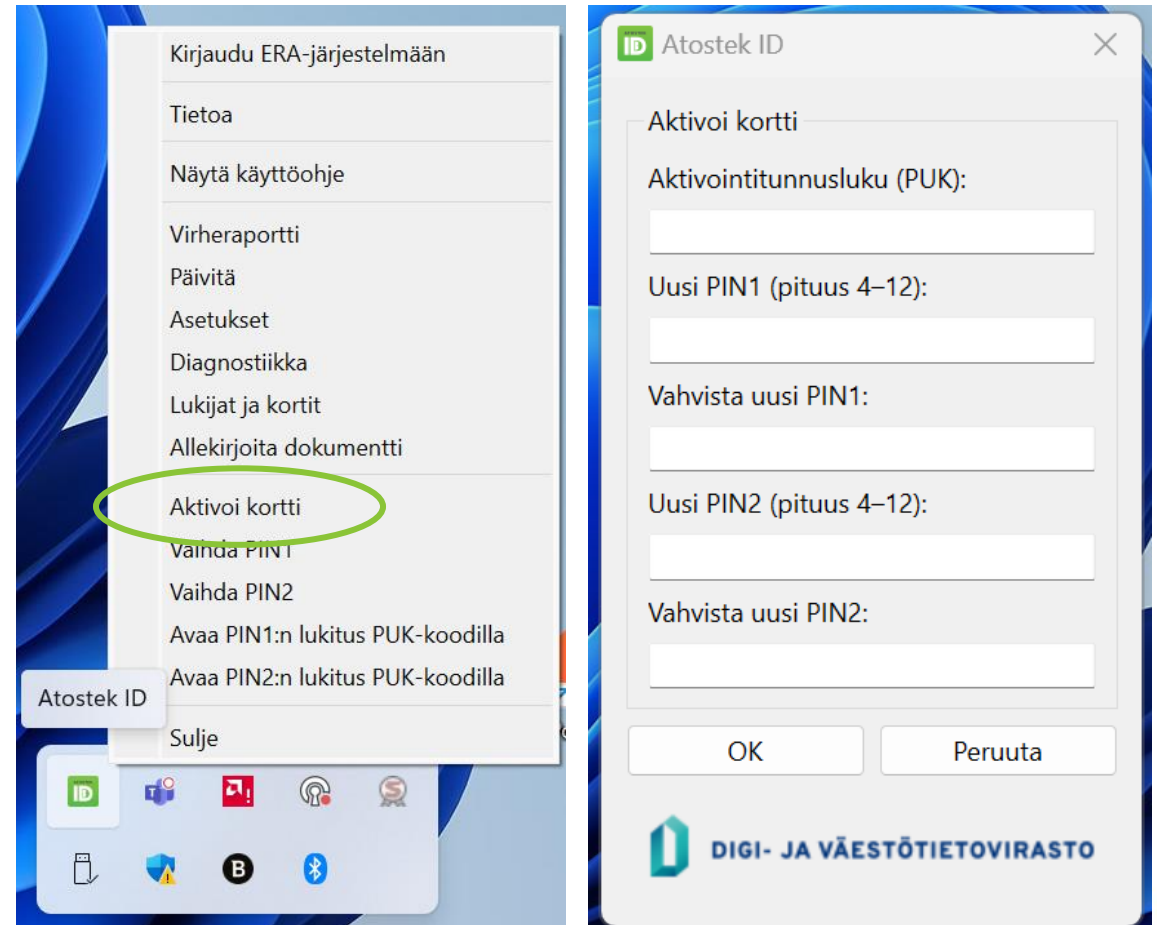 Kirjaudu ERA-järjestelmään
Tietoa
Näytä käyttöohje
Virheraportti
Päivitä
Asetukset
Diagnostiikka
Lukijat ja kortit
Allekirjoita dokumentti
Aktivoi kortti
Vaihda PIN1
Vaihda PIN2
Avaa PIN1:n lukitus PUK-koodilla
Avaa PIN2:n lukitus PUK-koodilla
Sulje
Atostek ID
ID
B
ID
Atostek ID
Aktivoi kortti
Aktivointitunnusluku (PUK):
Uusi PIN1 (pituus 4–12):
Vahvista uusi PIN1:
Uusi PIN2 (pituus 4–12):
Vahvista uusi PIN2:
OK
Peruuta
DIGI- JA VÄESTÖTIETOVIRASTO